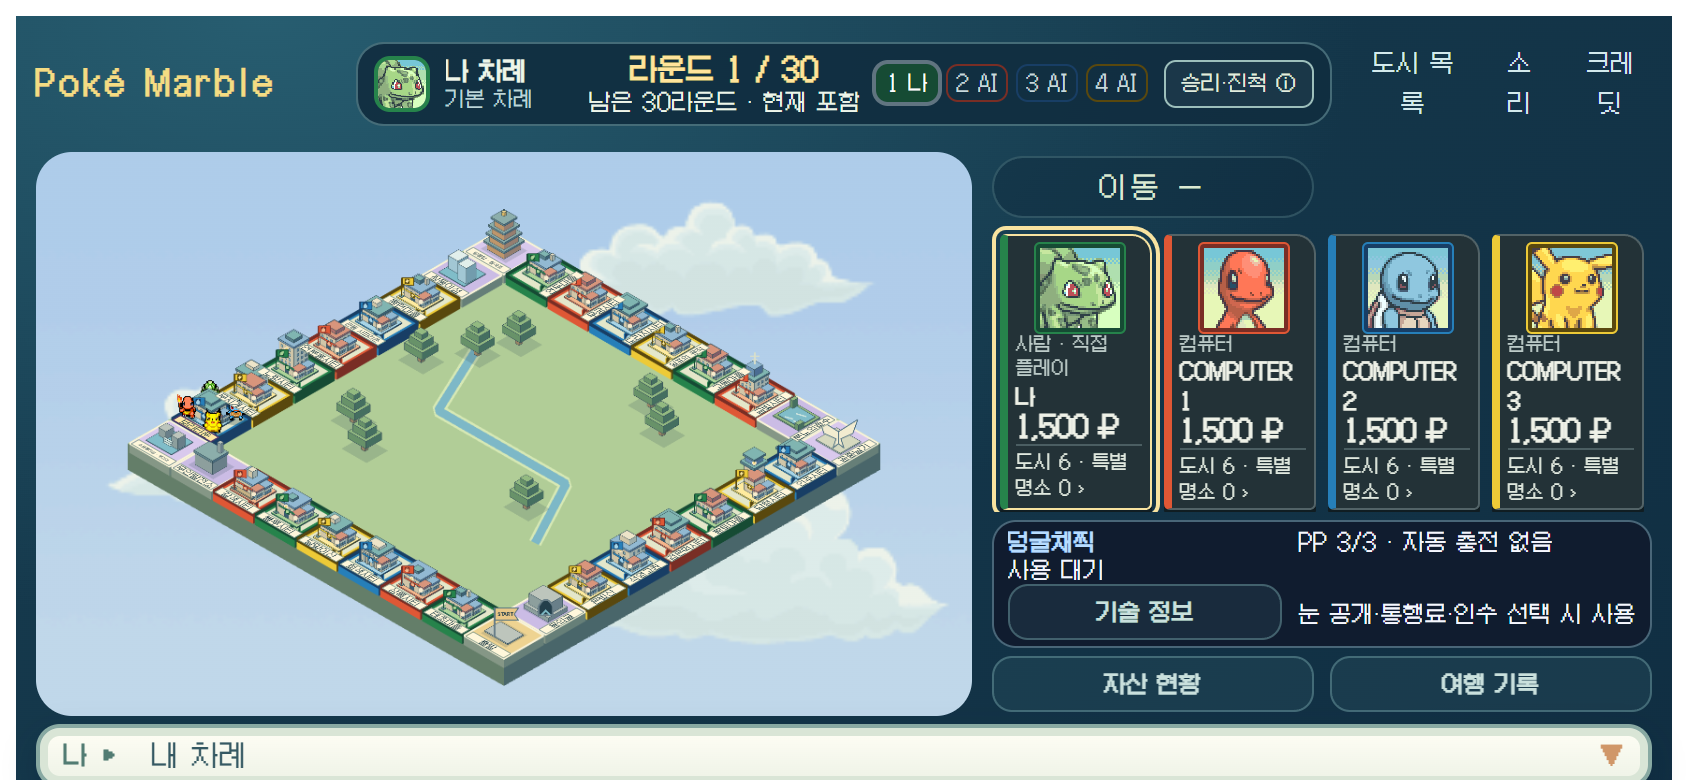 Poké Marble
나 차례
기본 차례
라운드 1 / 30
남은 30라운드 · 현재 포함
1 나
2 AI
3 AI
4 AI
승리·진척 ⓘ
도시 목
록
소
리
크레
딧
START
이동 —
사람 · 직접
플레이
나
1,500 ₽
도시 6 · 특별
명소 0 ›
컴퓨터
COMPUTER
1
1,500 ₽
도시 6 · 특별
명소 0 ›
컴퓨터
COMPUTER
2
1,500 ₽
도시 6 · 특별
명소 0 ›
컴퓨터
COMPUTER
3
1,500 ₽
도시 6 · 특별
명소 0 ›
덩굴채찍
사용 대기
PP 3/3 · 자동 충전 없음
기술 정보
눈 공개·통행료·인수 선택 시 사용
자산 현황
여행 기록
나 ▶ 내 차례